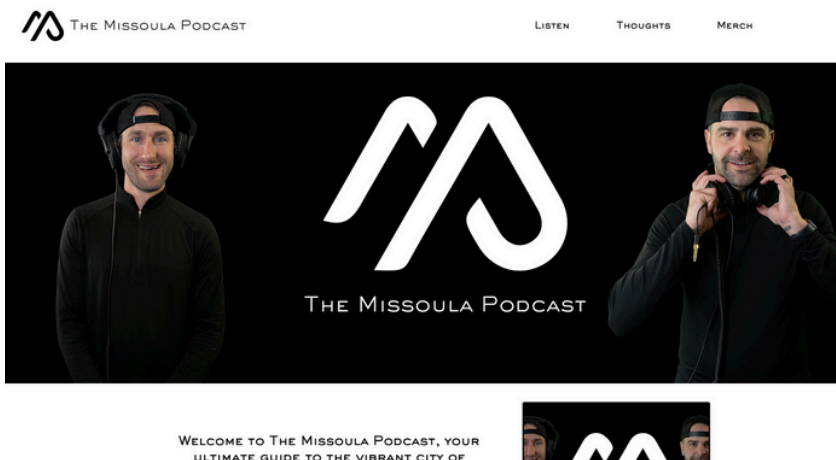 The Missoula Podcast
Listen Thoughts Merch
The Missoula Podcast
Welcome to The Missoula Podcast, your
ultimate guide to the vibrant city of